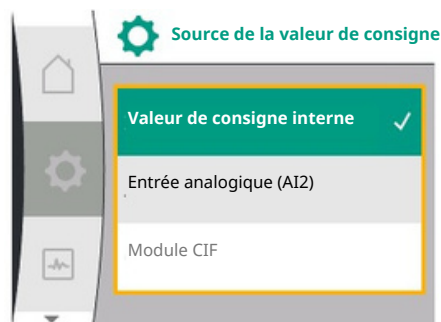 Source de la valeur de consigne
Valeur de consigne interne
Entrée analogique (AI2)
Module CIF